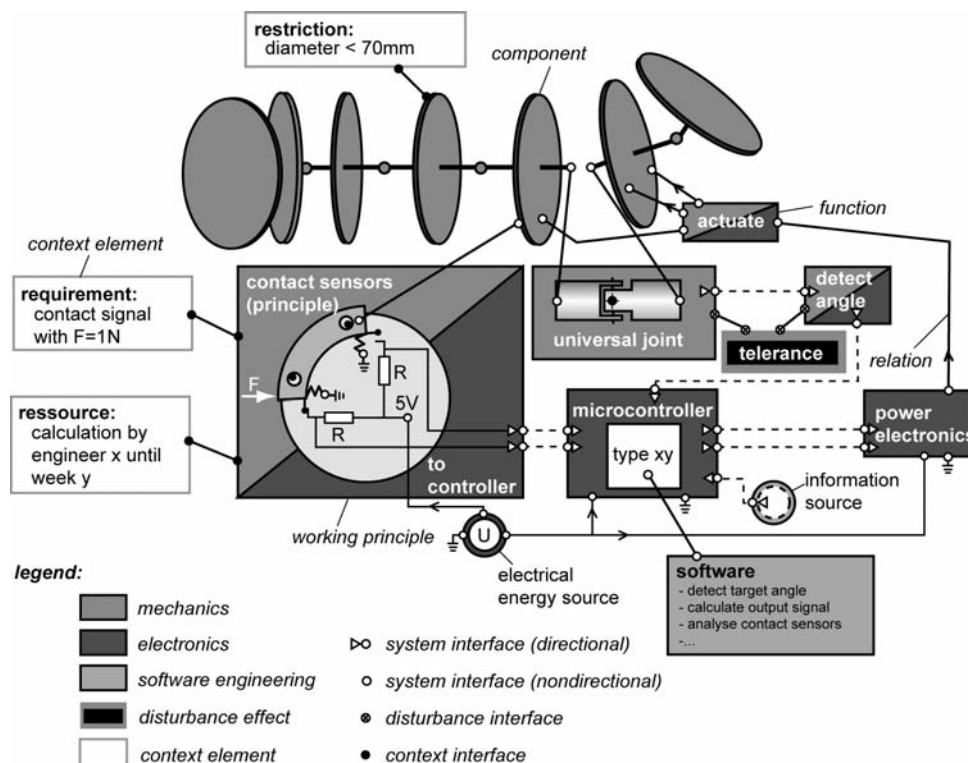 restriction:
diameter < 70mm
component
actuate
function
context element
requirement:
contact signal
with F=1N
contact sensors
(principle)
detect
angle
universal joint
telerance
relation
ressource:
calculation by
engineer x until
week y
F
R
R
5V
to
controller
microcontroller
type xy
power
electronics
information
source
working principle
U
electrical
energy source
software
- detect target angle
- calculate output signal
- analyse contact sensors
-...
legend:
mechanics
electronics
software engineering
disturbance effect
context element
system interface (directional)
system interface (nondirectional)
disturbance interface
context interface